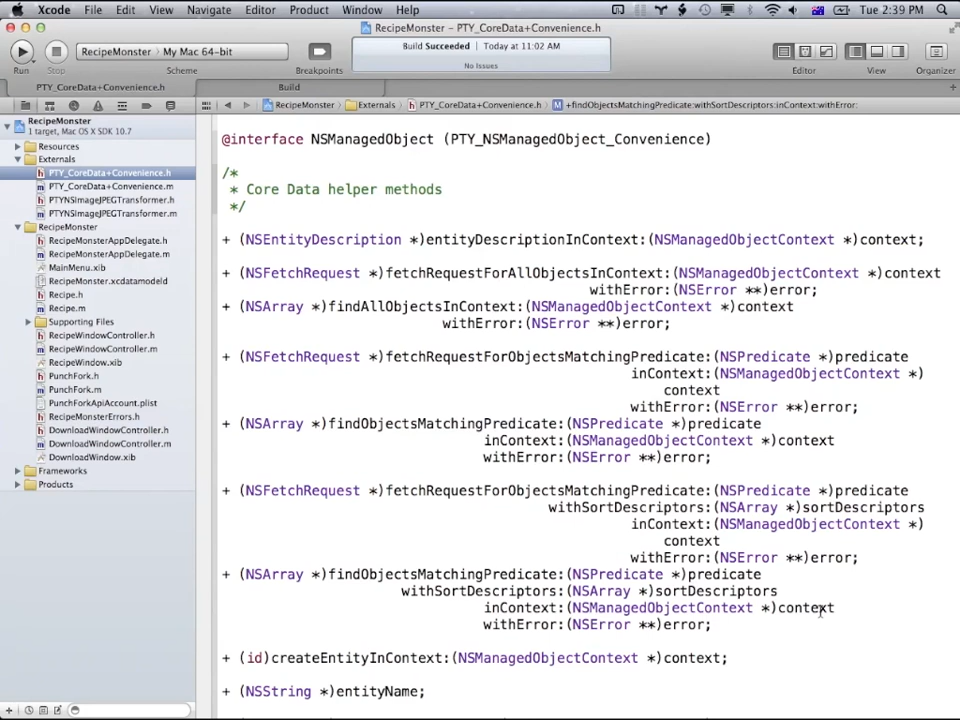 Xcode File Edit View Navigate Editor Product Window Help Tue 2:39 PM
RecipeMonster – PTY_CoreData+Convenience.h
RecipeMonster My Mac 64-bit
Build Succeeded Today at 11:02 AM
No Issues
Run Stop Scheme Breakpoints Editor View Organizer
PTY_CoreData+Convenience.h Build
RecipeMonster Externals PTY_CoreData+Convenience.h +findObjectsMatchingPredicate:withSortDescriptors:inContext:withError:
RecipeMonster
1 target, Mac OS X SDK 10.7
Resources
Externals
PTY_CoreData+Convenience.h
PTY_CoreData+Convenience.m
PTYNSImageJPEGTransformer.h
PTYNSImageJPEGTransformer.m
RecipeMonster
RecipeMonsterAppDelegate.h
RecipeMonsterAppDelegate.m
MainMenu.xib
RecipeMonster.xcdatamodeld
Recipe.h
Recipe.m
Supporting Files
RecipeWindowController.h
RecipeWindowController.m
RecipeWindow.xib
PunchFork.h
PunchFork.m
PunchForkApiAccount.plist
RecipeMonsterErrors.h
DownloadWindowController.h
DownloadWindowController.m
DownloadWindow.xib
Frameworks
Products
@interface NSManagedObject (PTY_NSManagedObject_Convenience)
/*
* Core Data helper methods
*/
+ (NSEntityDescription *)entityDescriptionInContext:(NSManagedObjectContext *)context;
+ (NSFetchRequest *)fetchRequestForAllObjectsInContext:(NSManagedObjectContext *)context
withError:(NSError **)error;
+ (NSArray *)findAllObjectsInContext:(NSManagedObjectContext *)context
withError:(NSError **)error;
+ (NSFetchRequest *)fetchRequestForObjectsMatchingPredicate:(NSPredicate *)predicate
inContext:(NSManagedObjectContext *)
context
withError:(NSError **)error;
+ (NSArray *)findObjectsMatchingPredicate:(NSPredicate *)predicate
inContext:(NSManagedObjectContext *)context
withError:(NSError **)error;
+ (NSFetchRequest *)fetchRequestForObjectsMatchingPredicate:(NSPredicate *)predicate
withSortDescriptors:(NSArray *)sortDescriptors
inContext:(NSManagedObjectContext *)
context
withError:(NSError **)error;
+ (NSArray *)findObjectsMatchingPredicate:(NSPredicate *)predicate
withSortDescriptors:(NSArray *)sortDescriptors
inContext:(NSManagedObjectContext *)context
withError:(NSError **)error;
+ (id)createEntityInContext:(NSManagedObjectContext *)context;
+ (NSString *)entityName;